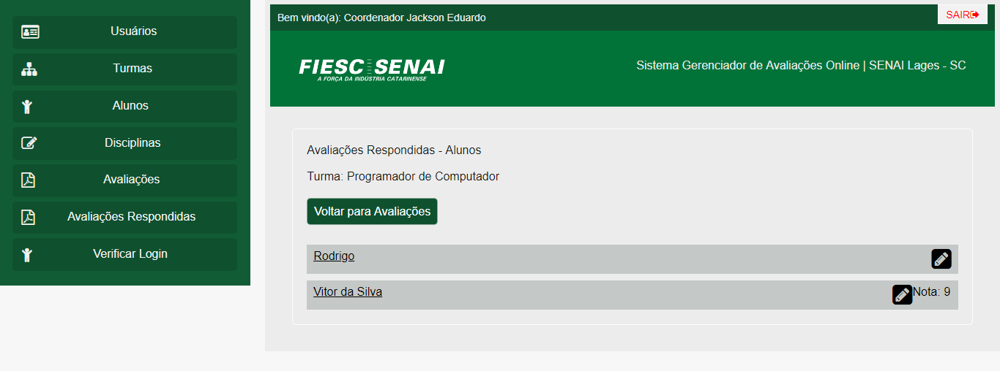 Usuários
Turmas
Alunos
Disciplinas
Avaliações
Avaliações Respondidas
Verificar Login
Bem vindo(a): Coordenador Jackson Eduardo
SAIR
FIESC SENAI
A FORÇA DA INDÚSTRIA CATARINENSE
Sistema Gerenciador de Avaliações Online | SENAI Lages - SC
Avaliações Respondidas - Alunos
Turma: Programador de Computador
Voltar para Avaliações
Rodrigo
Vitor da Silva
Nota: 9